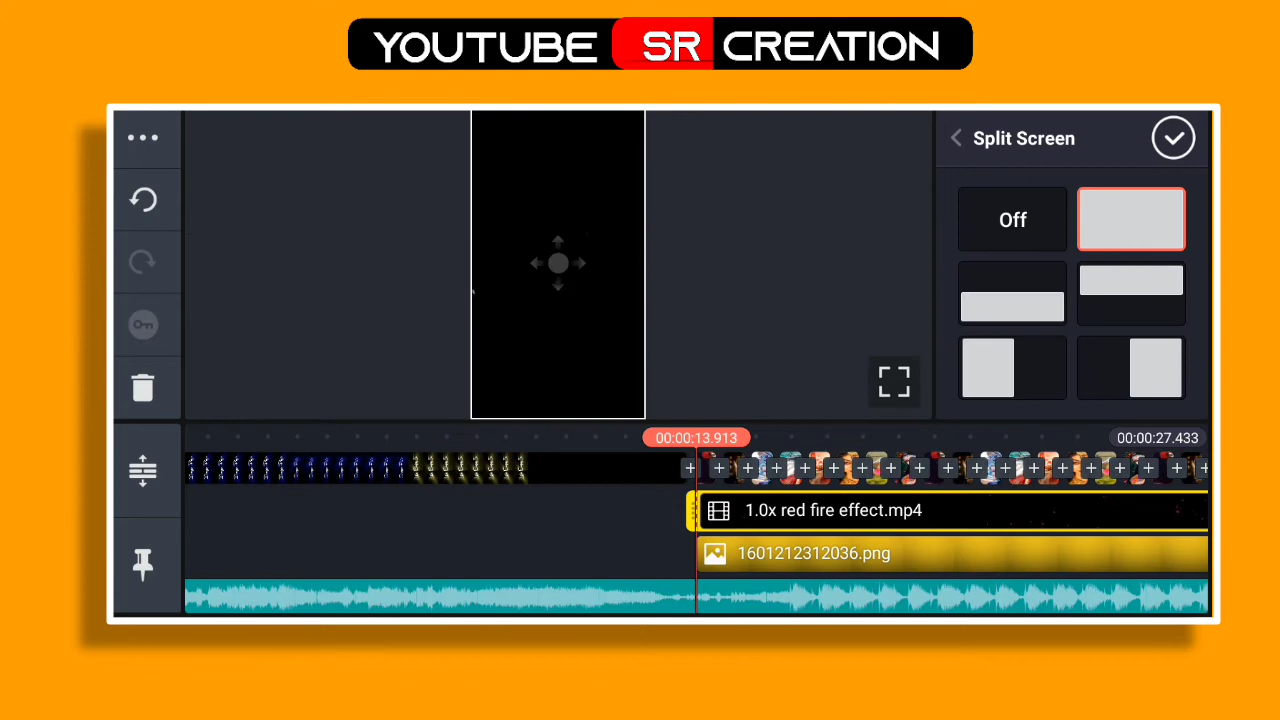 YOUTUBE SR CREATION
Split Screen
Off
00:00:13.913
00:00:27.433
1.0x red fire effect.mp4
1601212312036.png